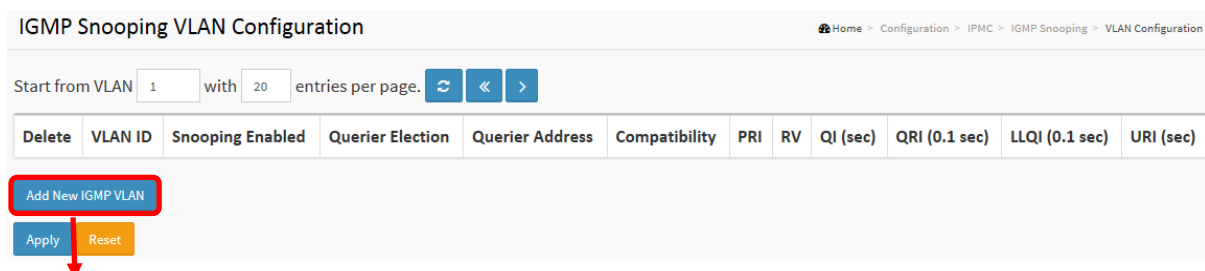 IGMP Snooping VLAN Configuration
Home > Configuration > IPMC > IGMP Snooping > VLAN Configuration
Start from VLAN 1 with 20 entries per page.
Delete VLAN ID Snooping Enabled Querier Election Querier Address Compatibility PRI RV QI (sec) QRI (0.1 sec) LLQI (0.1 sec) URI (sec)
Add New IGMP VLAN
Apply Reset